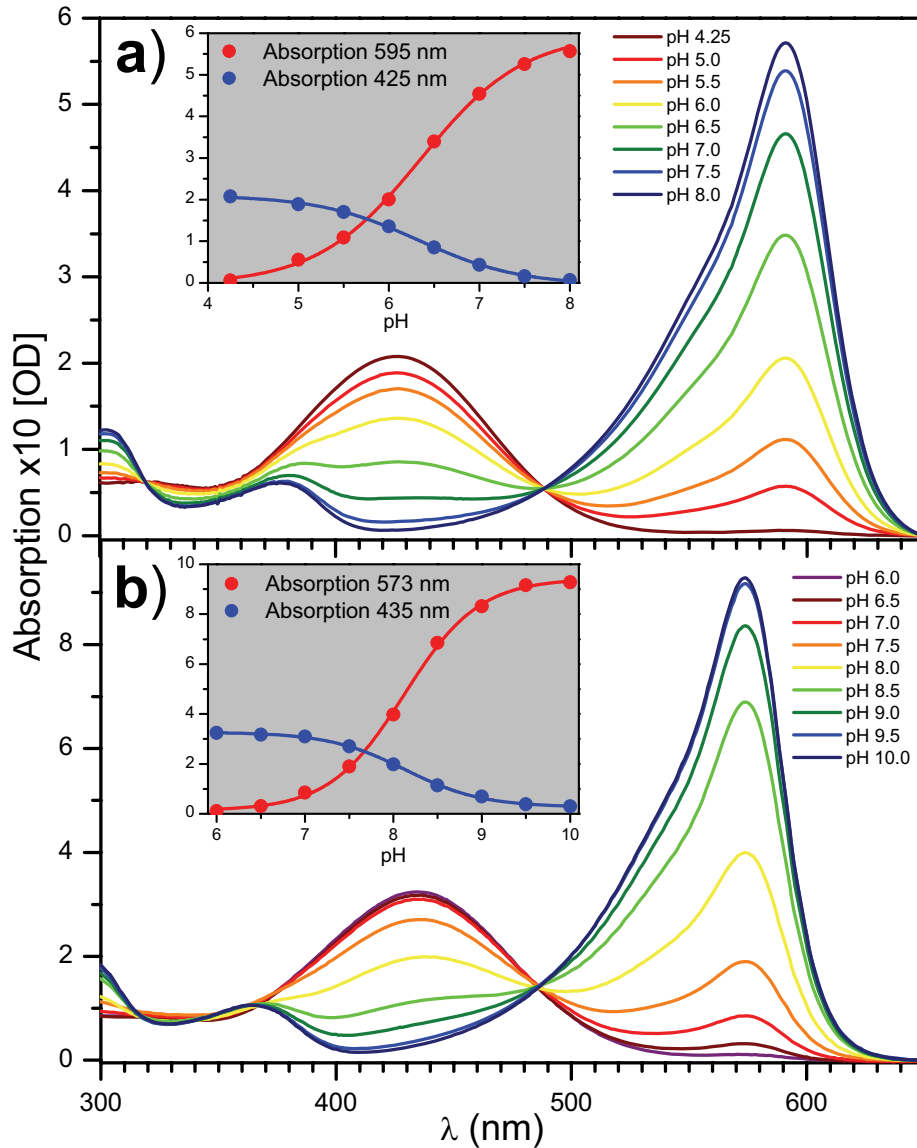 a)
Absorption 595 nm
Absorption 425 nm
6
5
4
3
2
1
0
4
5
6
7
8
pH
pH 4.25
pH 5.0
pH 5.5
pH 6.0
pH 6.5
pH 7.0
pH 7.5
pH 8.0
6
5
4
3
2
1
0
Absorption x10 [OD]
b)
Absorption 573 nm
Absorption 435 nm
10
8
6
4
2
0
6
7
8
9
10
pH
pH 6.0
pH 6.5
pH 7.0
pH 7.5
pH 8.0
pH 8.5
pH 9.0
pH 9.5
pH 10.0
8
6
4
2
0
300
400
500
600
λ (nm)